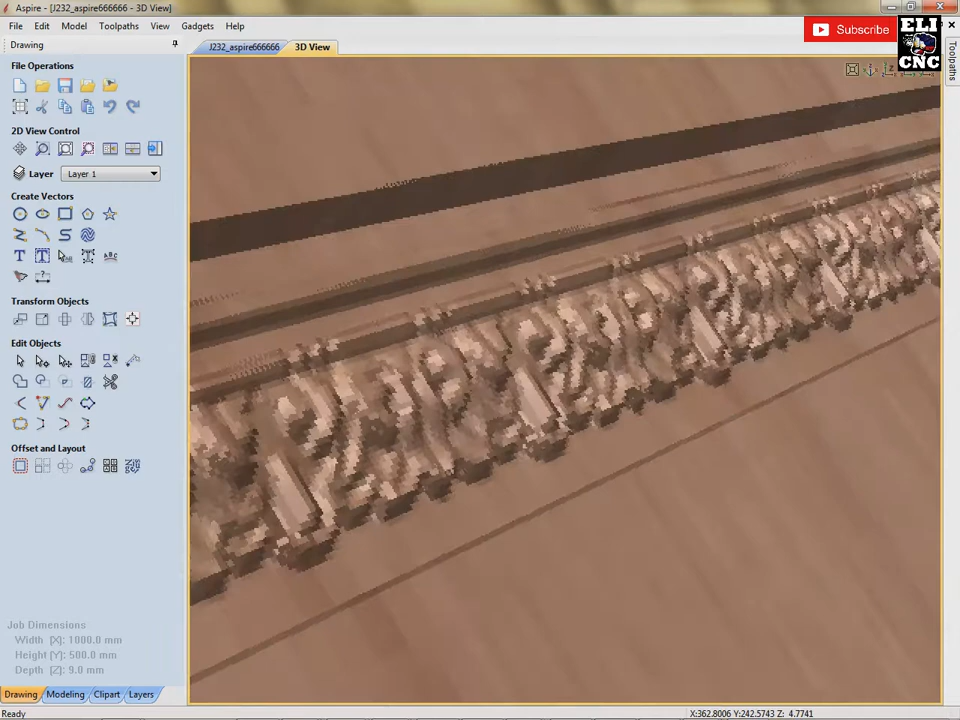 Aspire - [J232_aspire666666 - 3D View]
File Edit Model Toolpaths View Gadgets Help
Subscribe
ELI
CNC
Drawing
J232_aspire666666
3D View
Toolpaths
File Operations
2D View Control
Layer Layer 1
Create Vectors
Transform Objects
Edit Objects
Offset and Layout
Job Dimensions
Width [X]: 1000.0 mm
Height [Y]: 500.0 mm
Depth [Z]: 9.0 mm
Drawing Modeling Clipart Layers
Ready
X:362.8006 Y:242.5743 Z: 4.7741